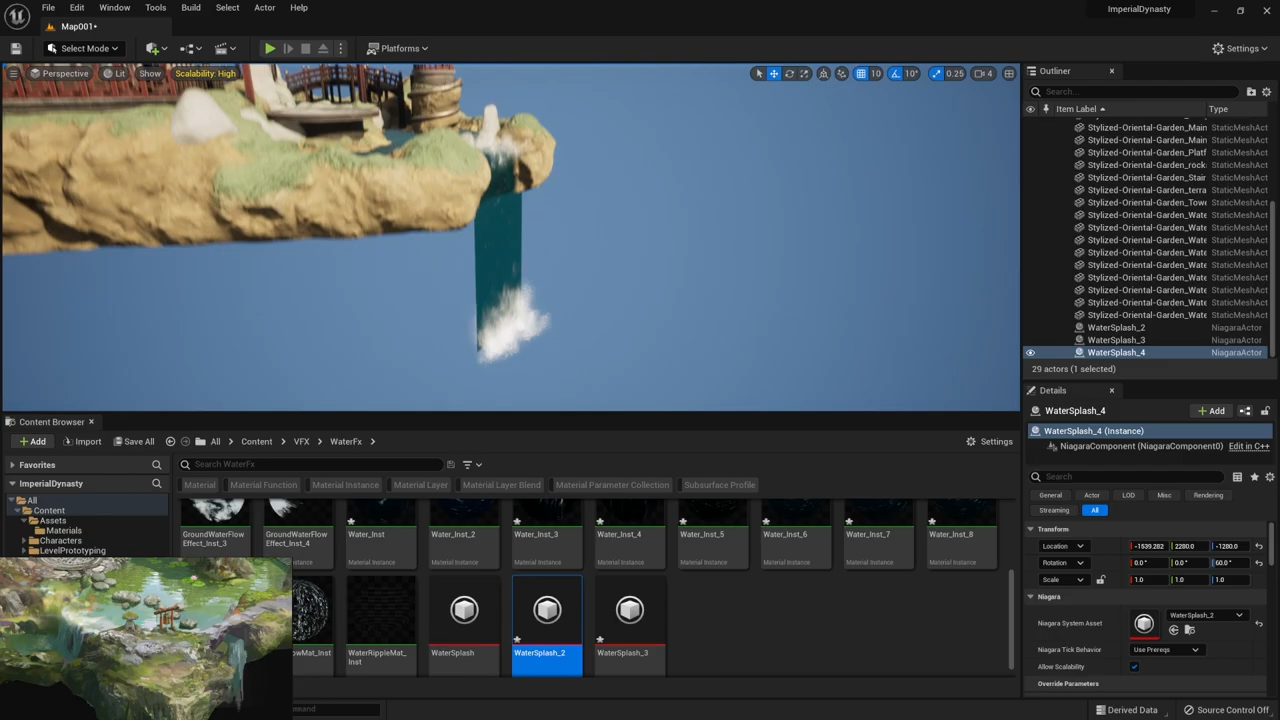 File Edit Window Tools Build Select Actor Help
ImperialDynasty
Map001•
Select Mode
Platforms
Settings
Perspective Lit Show Scalability: High
10 10° 0.25 4
Outliner
Search...
Item Label Type
Stylized-Oriental-Garden_Main StaticMeshAct
Stylized-Oriental-Garden_Main StaticMeshAct
Stylized-Oriental-Garden_Platf StaticMeshAct
Stylized-Oriental-Garden_rock StaticMeshAct
Stylized-Oriental-Garden_Stair StaticMeshAct
Stylized-Oriental-Garden_terra StaticMeshAct
Stylized-Oriental-Garden_Towe StaticMeshAct
Stylized-Oriental-Garden_Wate StaticMeshAct
Stylized-Oriental-Garden_Wate StaticMeshAct
Stylized-Oriental-Garden_Wate StaticMeshAct
Stylized-Oriental-Garden_Wate StaticMeshAct
Stylized-Oriental-Garden_Wate StaticMeshAct
Stylized-Oriental-Garden_Wate StaticMeshAct
Stylized-Oriental-Garden_Wate StaticMeshAct
Stylized-Oriental-Garden_Wate StaticMeshAct
Stylized-Oriental-Garden_Wate StaticMeshAct
WaterSplash_2 NiagaraActor
WaterSplash_3 NiagaraActor
WaterSplash_4 NiagaraActor
29 actors (1 selected)
Details
WaterSplash_4
Add
WaterSplash_4 (Instance)
NiagaraComponent (NiagaraComponent0) Edit in C++
Search
General Actor LOD Misc Rendering
Streaming All
Transform
Location -1639.282 2280.0 -1280.0
Rotation 0.0 ° 0.0 ° 60.0 °
Scale 1.0 1.0 1.0
Niagara
Niagara System Asset WaterSplash_2
Niagara Tick Behavior Use Prereqs
Allow Scalability
Override Parameters
Content Browser
Add Import Save All All Content VFX WaterFx
Settings
Favorites
Search WaterFx
ImperialDynasty
Material Material Function Material Instance Material Layer Material Layer Blend Material Parameter Collection Subsurface Profile
All
Content
Assets
Materials
Characters
LevelPrototyping
GroundWaterFlow Effect_Inst_3
GroundWaterFlow Effect_Inst_4
Water_Inst
Water_Inst_2
Water_Inst_3
Water_Inst_4
Water_Inst_5
Water_Inst_6
Water_Inst_7
Water_Inst_8
Material Instance Material Instance Material Instance Material Instance Material Instance Material Instance Material Instance Material Instance Material Instance Material Instance
owMat_Inst
WaterRippleMat_ Inst
WaterSplash
WaterSplash_2
WaterSplash_3
Derived Data
Source Control Off